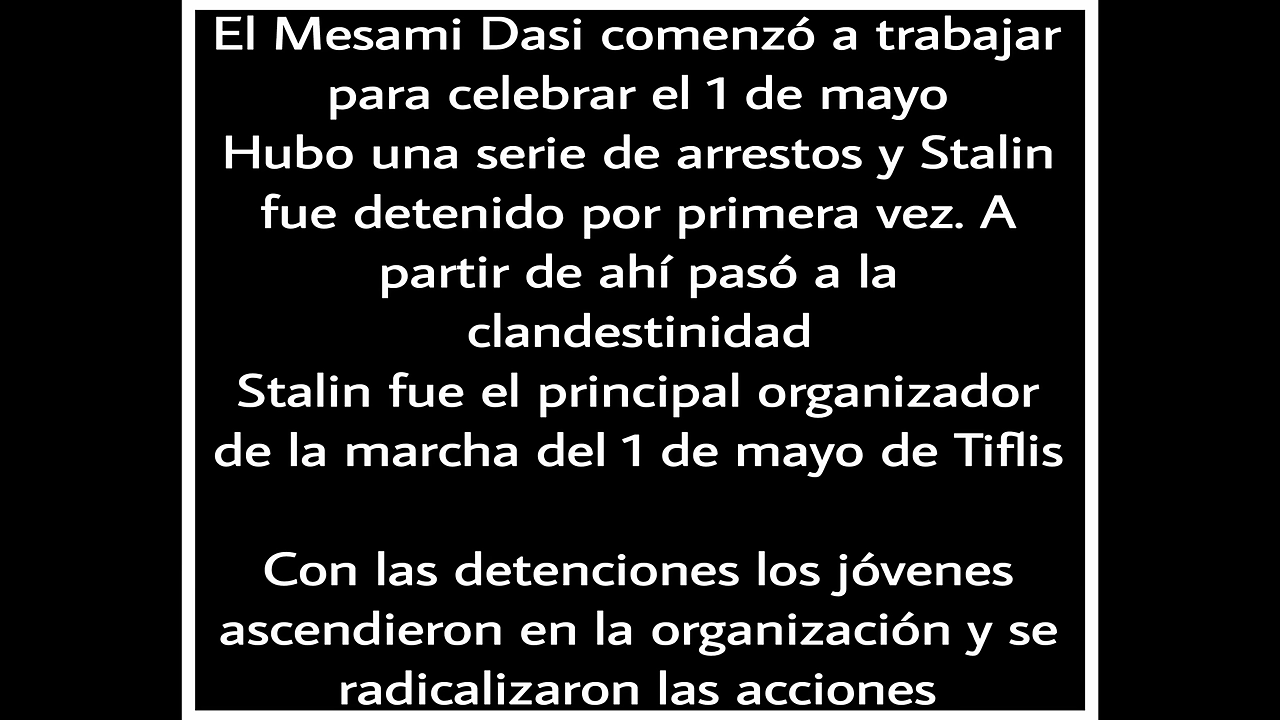 El Mesami Dasi comenzó a trabajar
para celebrar el 1 de mayo
Hubo una serie de arrestos y Stalin
fue detenido por primera vez. A
partir de ahí pasó a la
clandestinidad
Stalin fue el principal organizador
de la marcha del 1 de mayo de Tiflis
Con las detenciones los jóvenes
ascendieron en la organización y se
radicalizaron las acciones